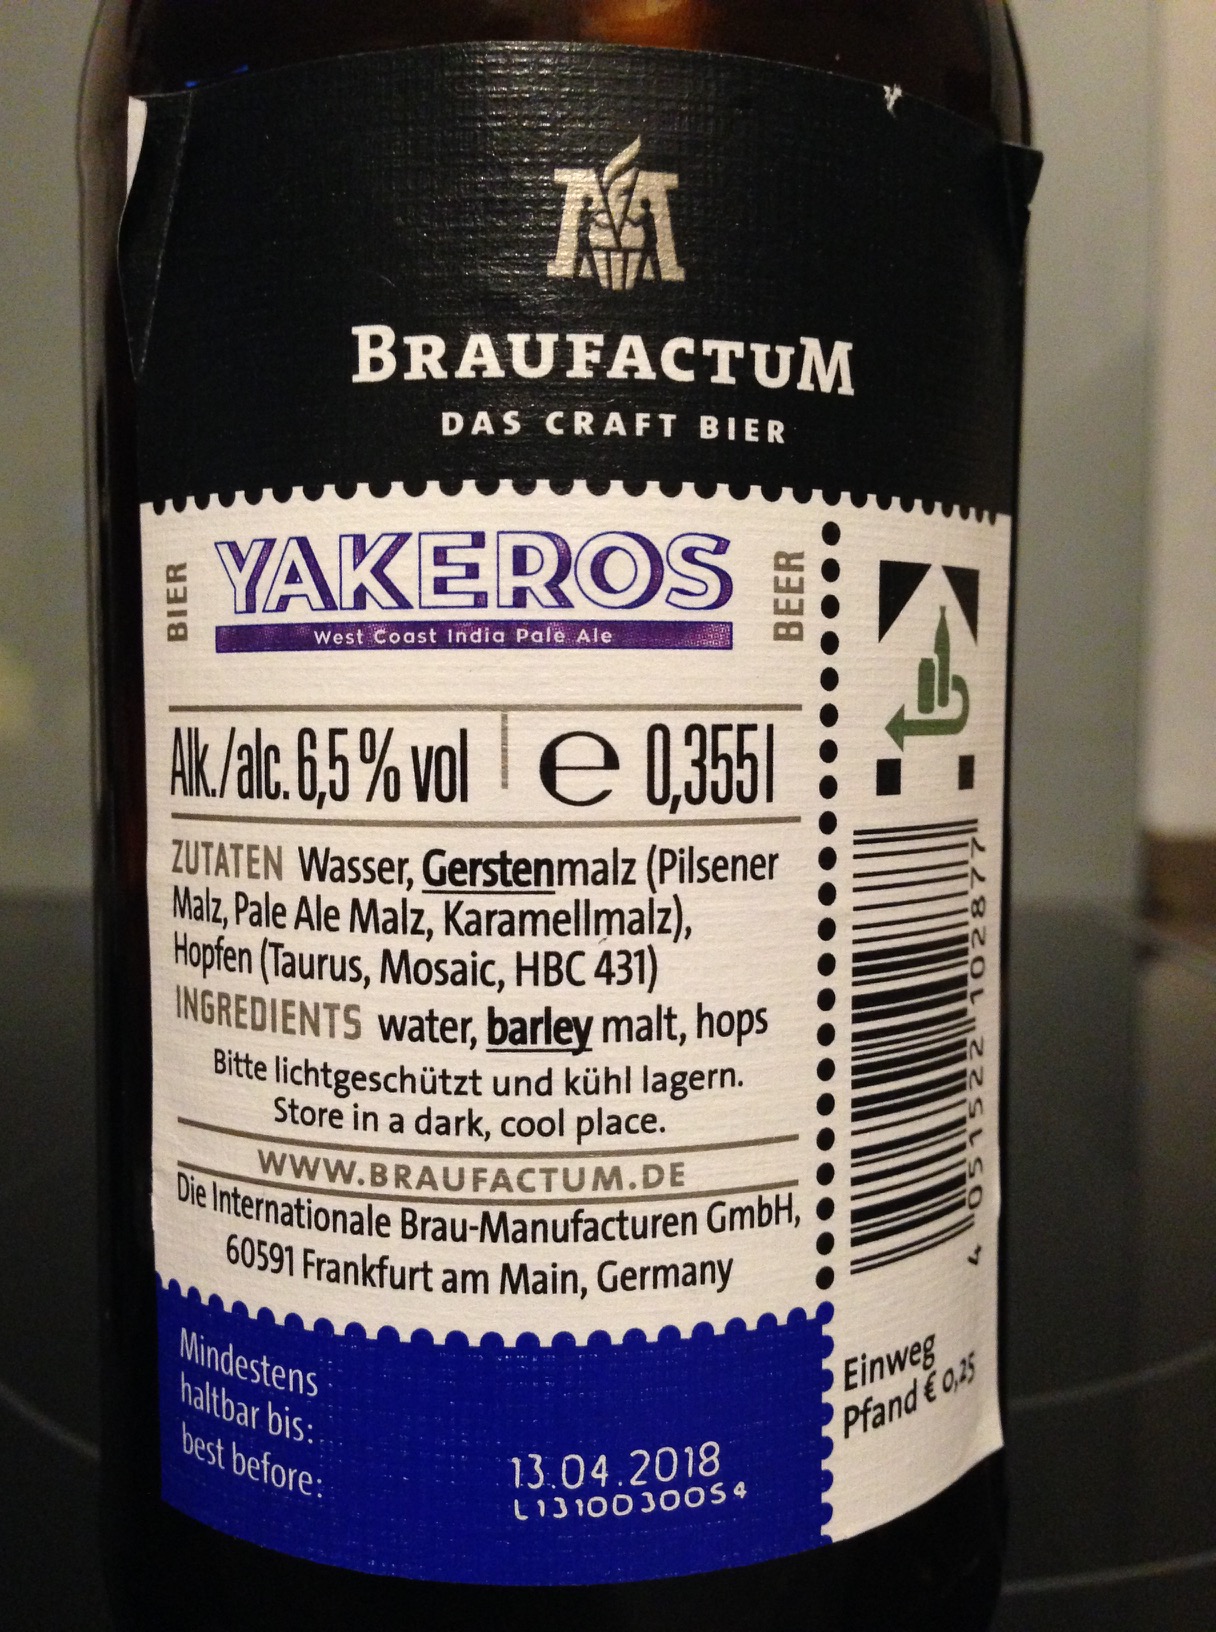 BRAUFACTUM
DAS CRAFT BIER
BIER
YAKEROS
BEER
West Coast India Pale Ale
Alk./alc. 6,5 % vol
e 0,355 l
ZUTATEN Wasser, Gerstenmalz (Pilsener
Malz, Pale Ale Malz, Karamellmalz),
Hopfen (Taurus, Mosaic, HBC 431)
INGREDIENTS water, barley malt, hops
Bitte lichtgeschützt und kühl lagern.
Store in a dark, cool place.
WWW.BRAUFACTUM.DE
Die Internationale Brau-Manufacturen GmbH,
60591 Frankfurt am Main, Germany
Mindestens
haltbar bis:
best before:
13.04.2018
L1310030054
4 051522 102877
Einweg
Pfand € 0,25